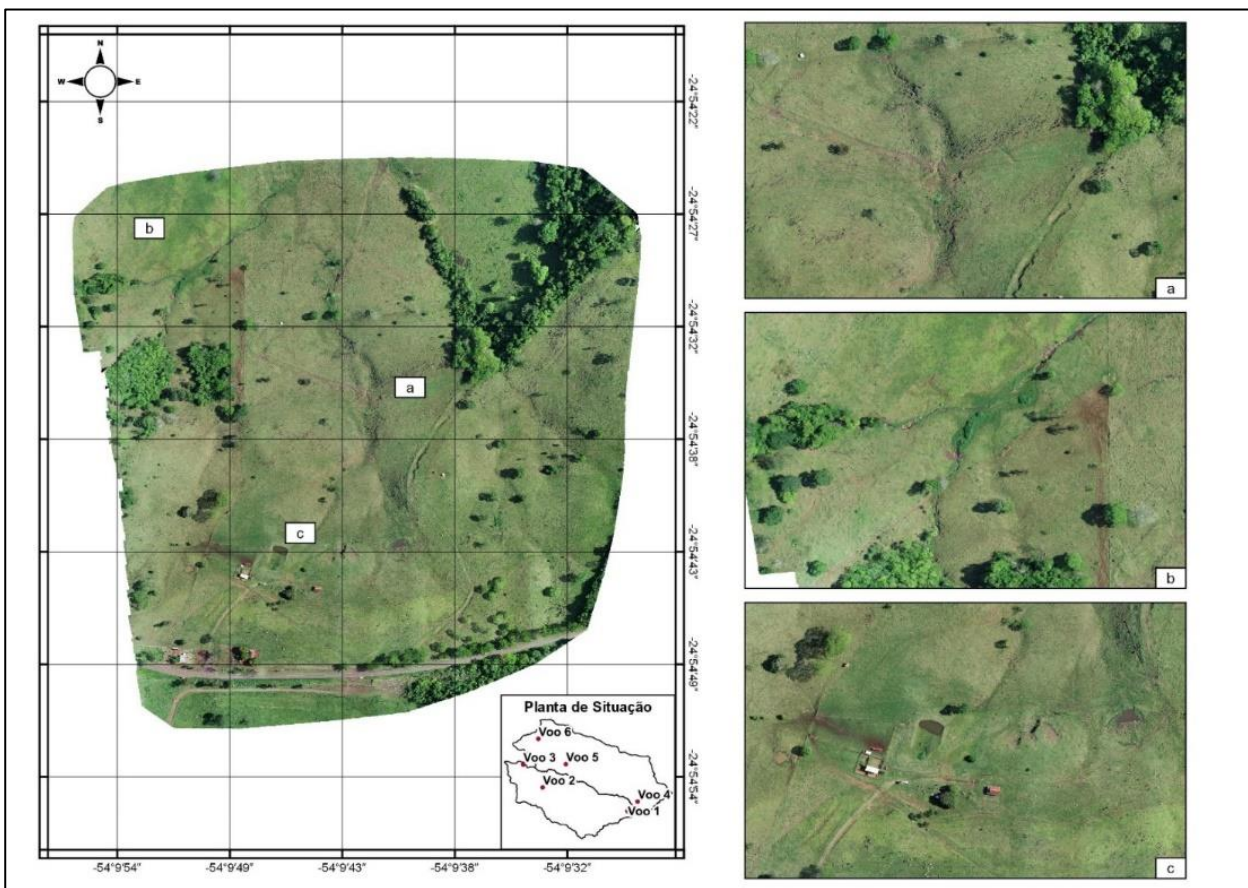 N
W E
S
b
a
c
-24°54'22"
-24°54'27"
-24°54'32"
-24°54'38"
-24°54'43"
-24°54'49"
-24°54'54"
-54°9'54"
-54°9'49"
-54°9'43"
-54°9'38"
-54°9'32"
Planta de Situação
Voo 6
Voo 3
Voo 5
Voo 2
Voo 4
Voo 1
a
b
c